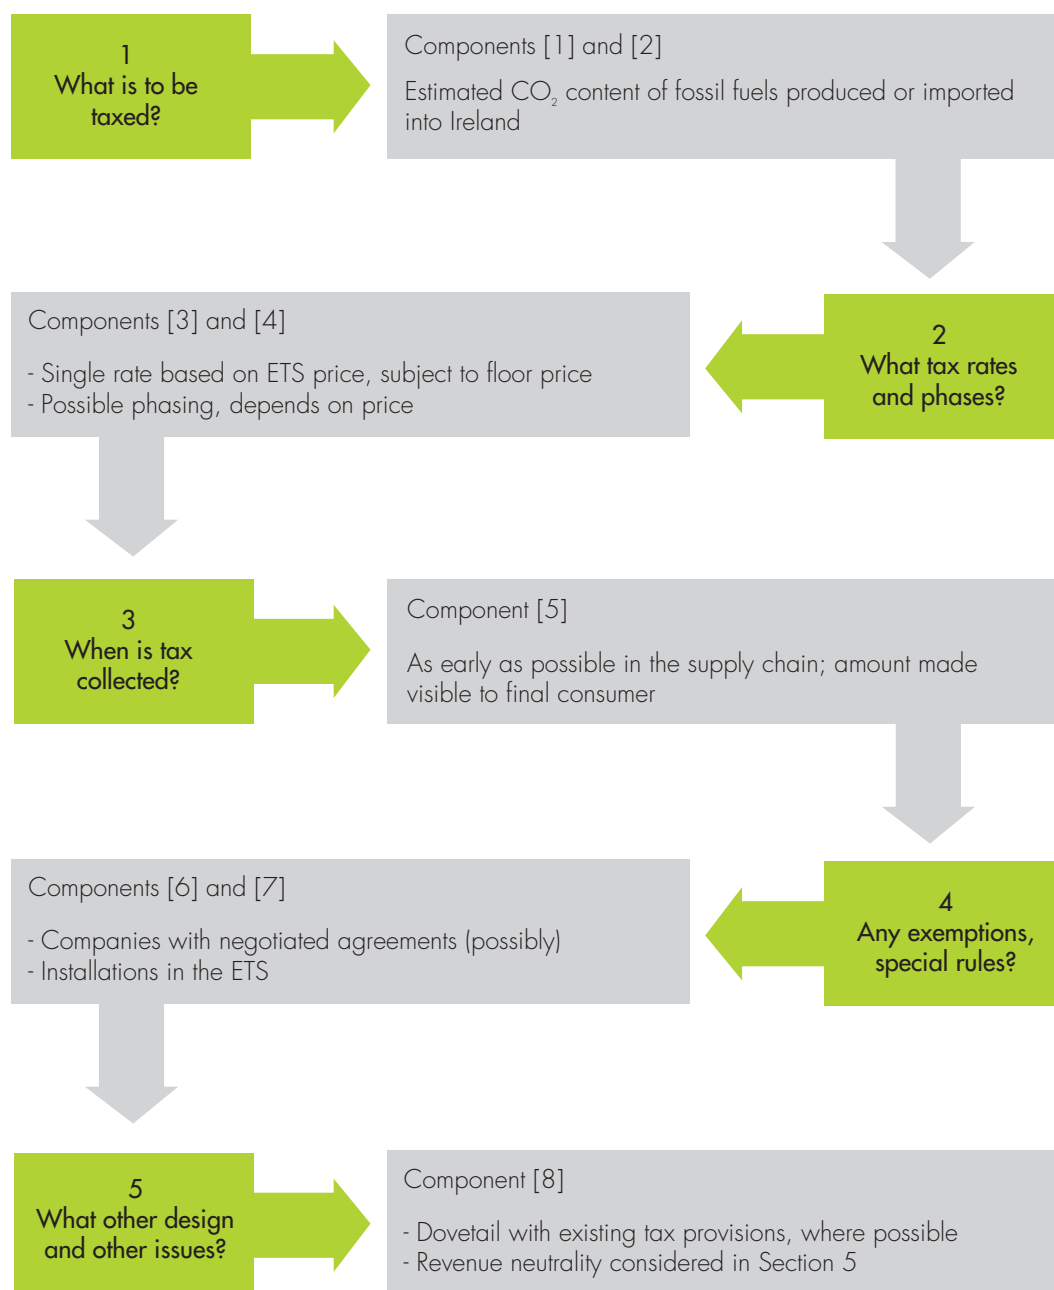 1
What is to be
taxed?
Components [1] and [2]
Estimated CO₂ content of fossil fuels produced or imported
into Ireland
2
What tax rates
and phases?
Components [3] and [4]
- Single rate based on ETS price, subject to floor price
- Possible phasing, depends on price
3
When is tax
collected?
Component [5]
As early as possible in the supply chain; amount made
visible to final consumer
4
Any exemptions,
special rules?
Components [6] and [7]
- Companies with negotiated agreements (possibly)
- Installations in the ETS
5
What other design
and other issues?
Component [8]
- Dovetail with existing tax provisions, where possible
- Revenue neutrality considered in Section 5